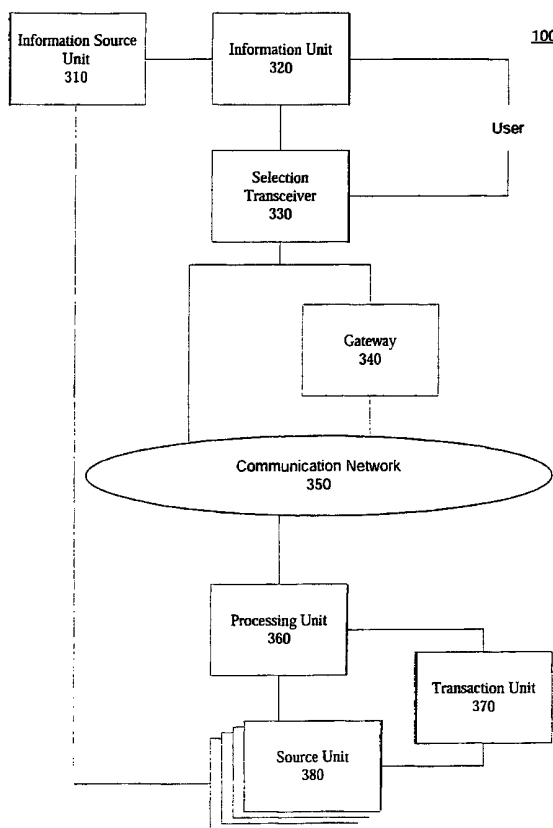 100
Information Source
Unit
310
Information Unit
320
User
Selection
Transceiver
330
Gateway
340
Communication Network
350
Processing Unit
360
Transaction Unit
370
Source Unit
380